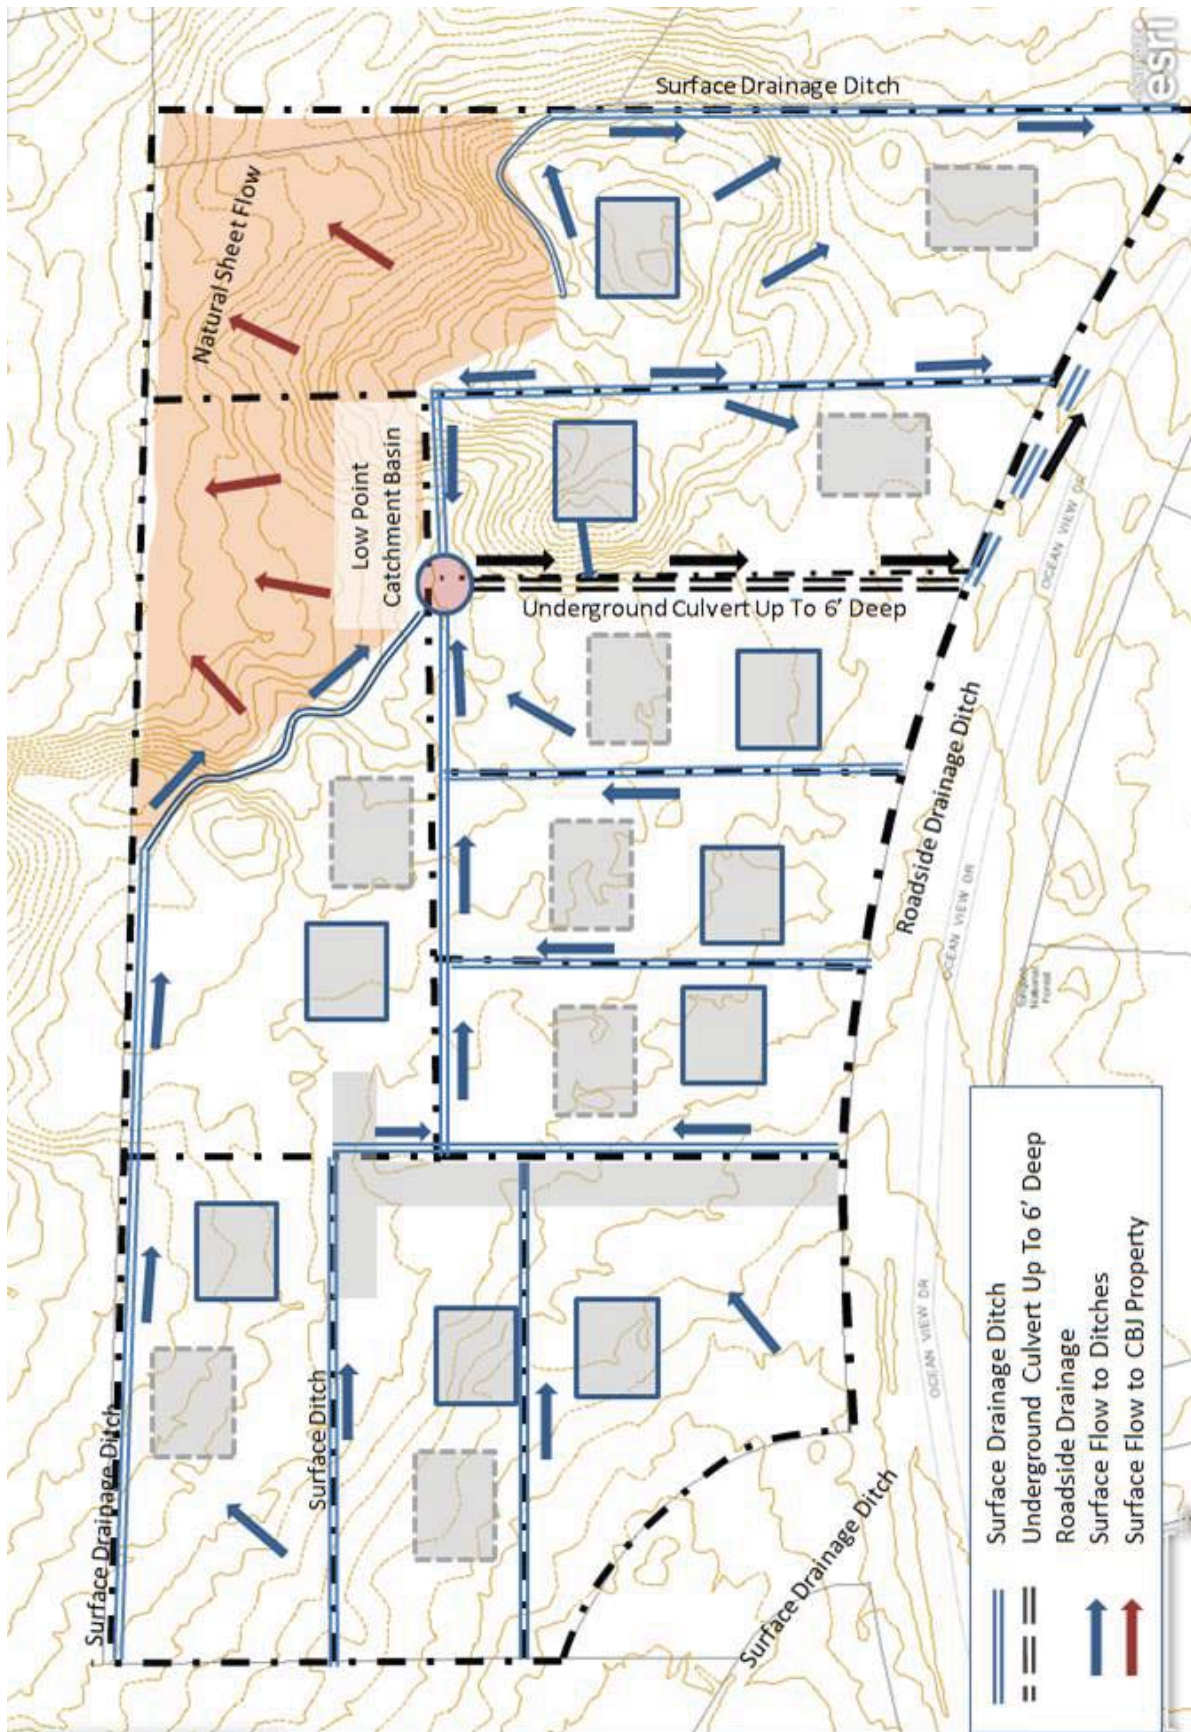 Surface Drainage Ditch
esri
Natural Sheet Flow
Low Point
Catchment Basin
Underground Culvert Up To 6’ Deep
OCEAN VIEW DR
Roadside Drainage Ditch
OCEAN VIEW DR
Tongass
National
Forest
OCEAN VIEW DR
Surface Drainage Ditch
Surface Ditch
Surface Drainage Ditch
Surface Drainage Ditch
Underground Culvert Up To 6’ Deep
Roadside Drainage
Surface Flow to Ditches
Surface Flow to CBJ Property